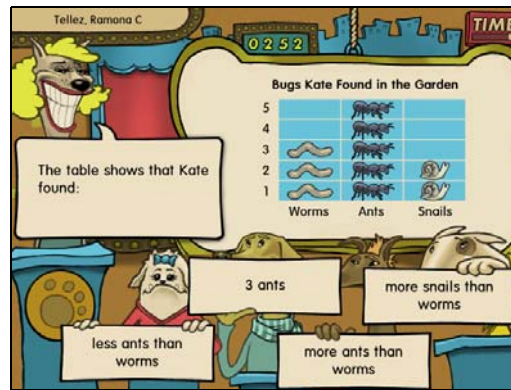 Tellez, Ramona C
0252
TIME
Bugs Kate Found in the Garden
5
4
3
2
1
Worms Ants Snails
The table shows that Kate
found:
3 ants
more snails than
worms
less ants than
worms
more ants than
worms